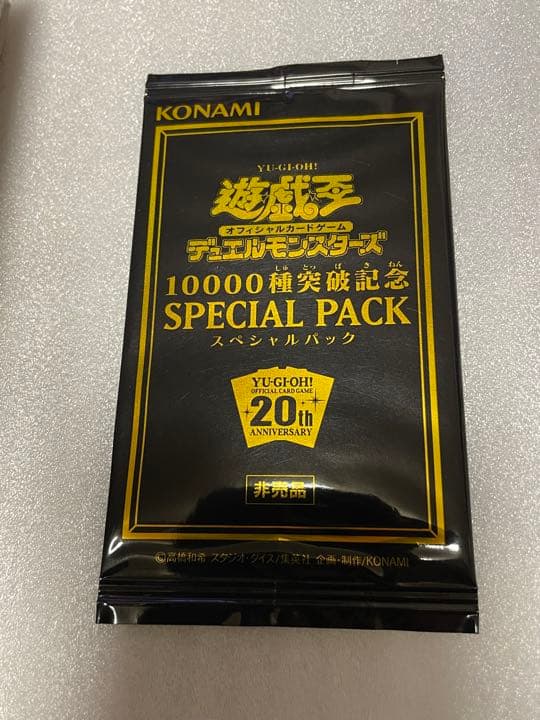 KONAMI
YU-GI-OH!
遊戯王
オフィシャルカードゲーム
デュエルモンスターズ
しゅ とっ ぱ き ねん
10000種突破記念
SPECIAL PACK
スペシャルパック
YU-GI-OH!
OFFICIAL CARD GAME
20th
ANNIVERSARY
非売品
©高橋和希 スタジオ・ダイス/集英社 企画・制作/KONAMI